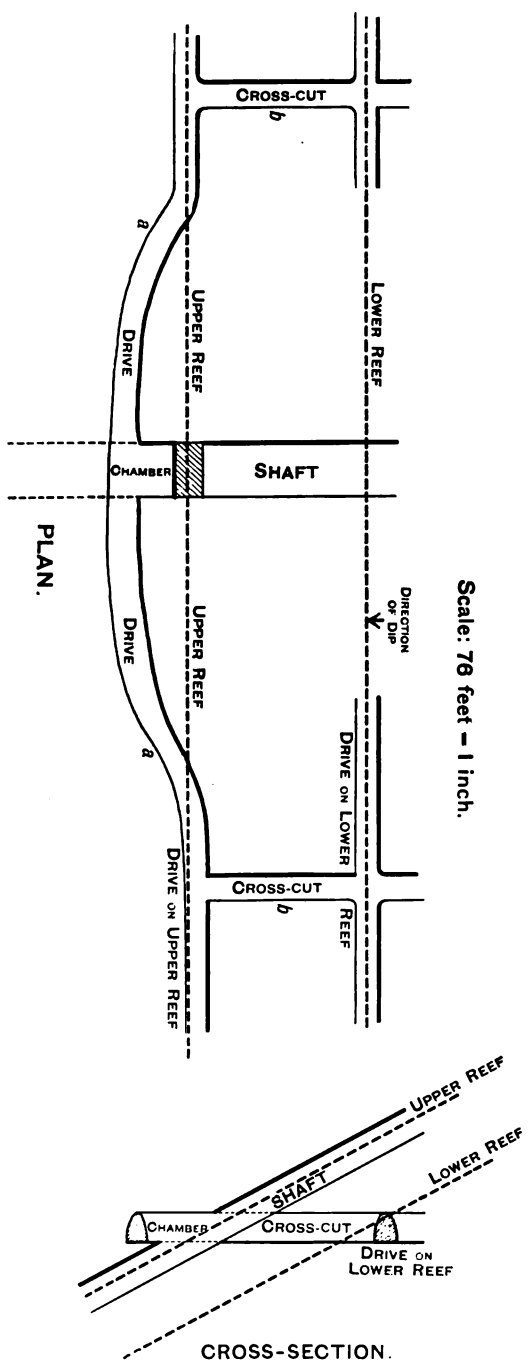 CROSS-CUT
b
a
DRIVE
UPPER REEF
LOWER REEF
CHAMBER
SHAFT
PLAN.
DIRECTION
OF DIP
Scale: 76 feet = 1 inch.
DRIVE
UPPER REEF
a
DRIVE ON LOWER REEF
CROSS-CUT
b
DRIVE ON UPPER REEF
UPPER REEF
SHAFT
LOWER REEF
CHAMBER
CROSS-CUT
DRIVE ON
LOWER REEF
CROSS-SECTION.